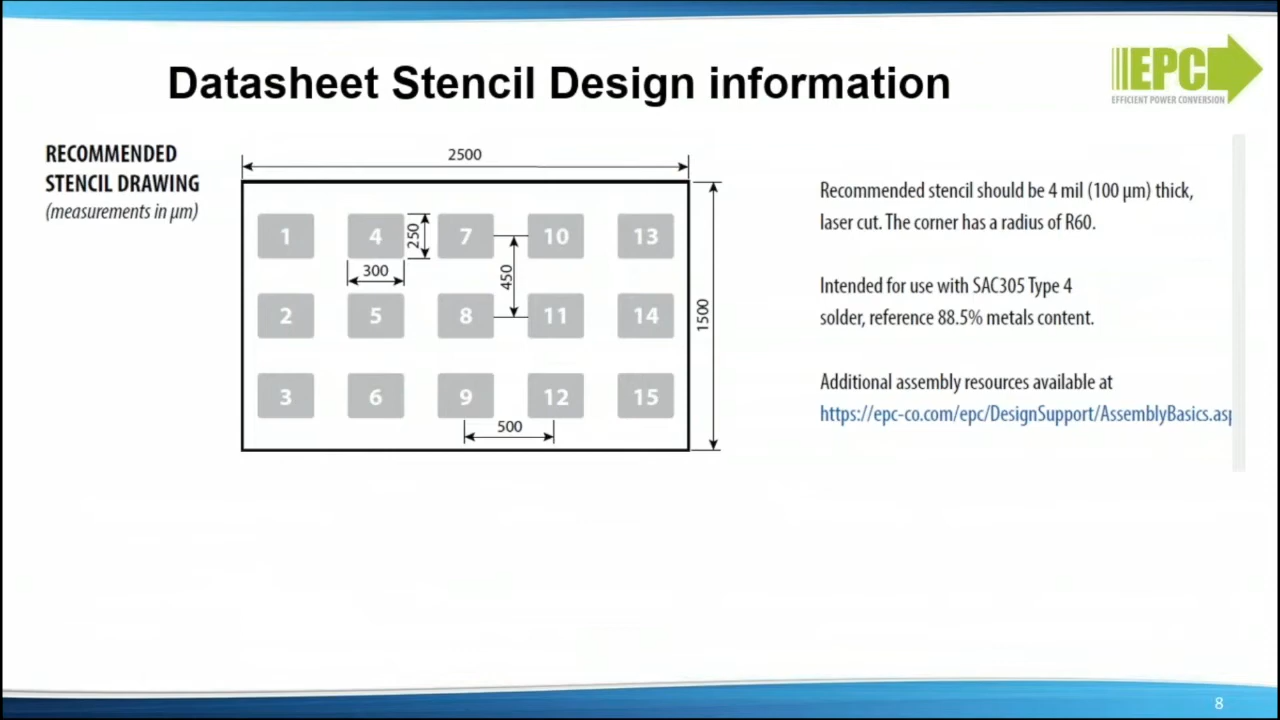 Datasheet Stencil Design information
EPC
EFFICIENT POWER CONVERSION
RECOMMENDED
STENCIL DRAWING
(measurements in µm)
2500
1 4 7 10 13
250
300
450
2 5 8 11 14
1500
3 6 9 12 15
500
Recommended stencil should be 4 mil (100 µm) thick,
laser cut. The corner has a radius of R60.
Intended for use with SAC305 Type 4
solder, reference 88.5% metals content.
Additional assembly resources available at
https://epc-co.com/epc/DesignSupport/AssemblyBasics.asp
8